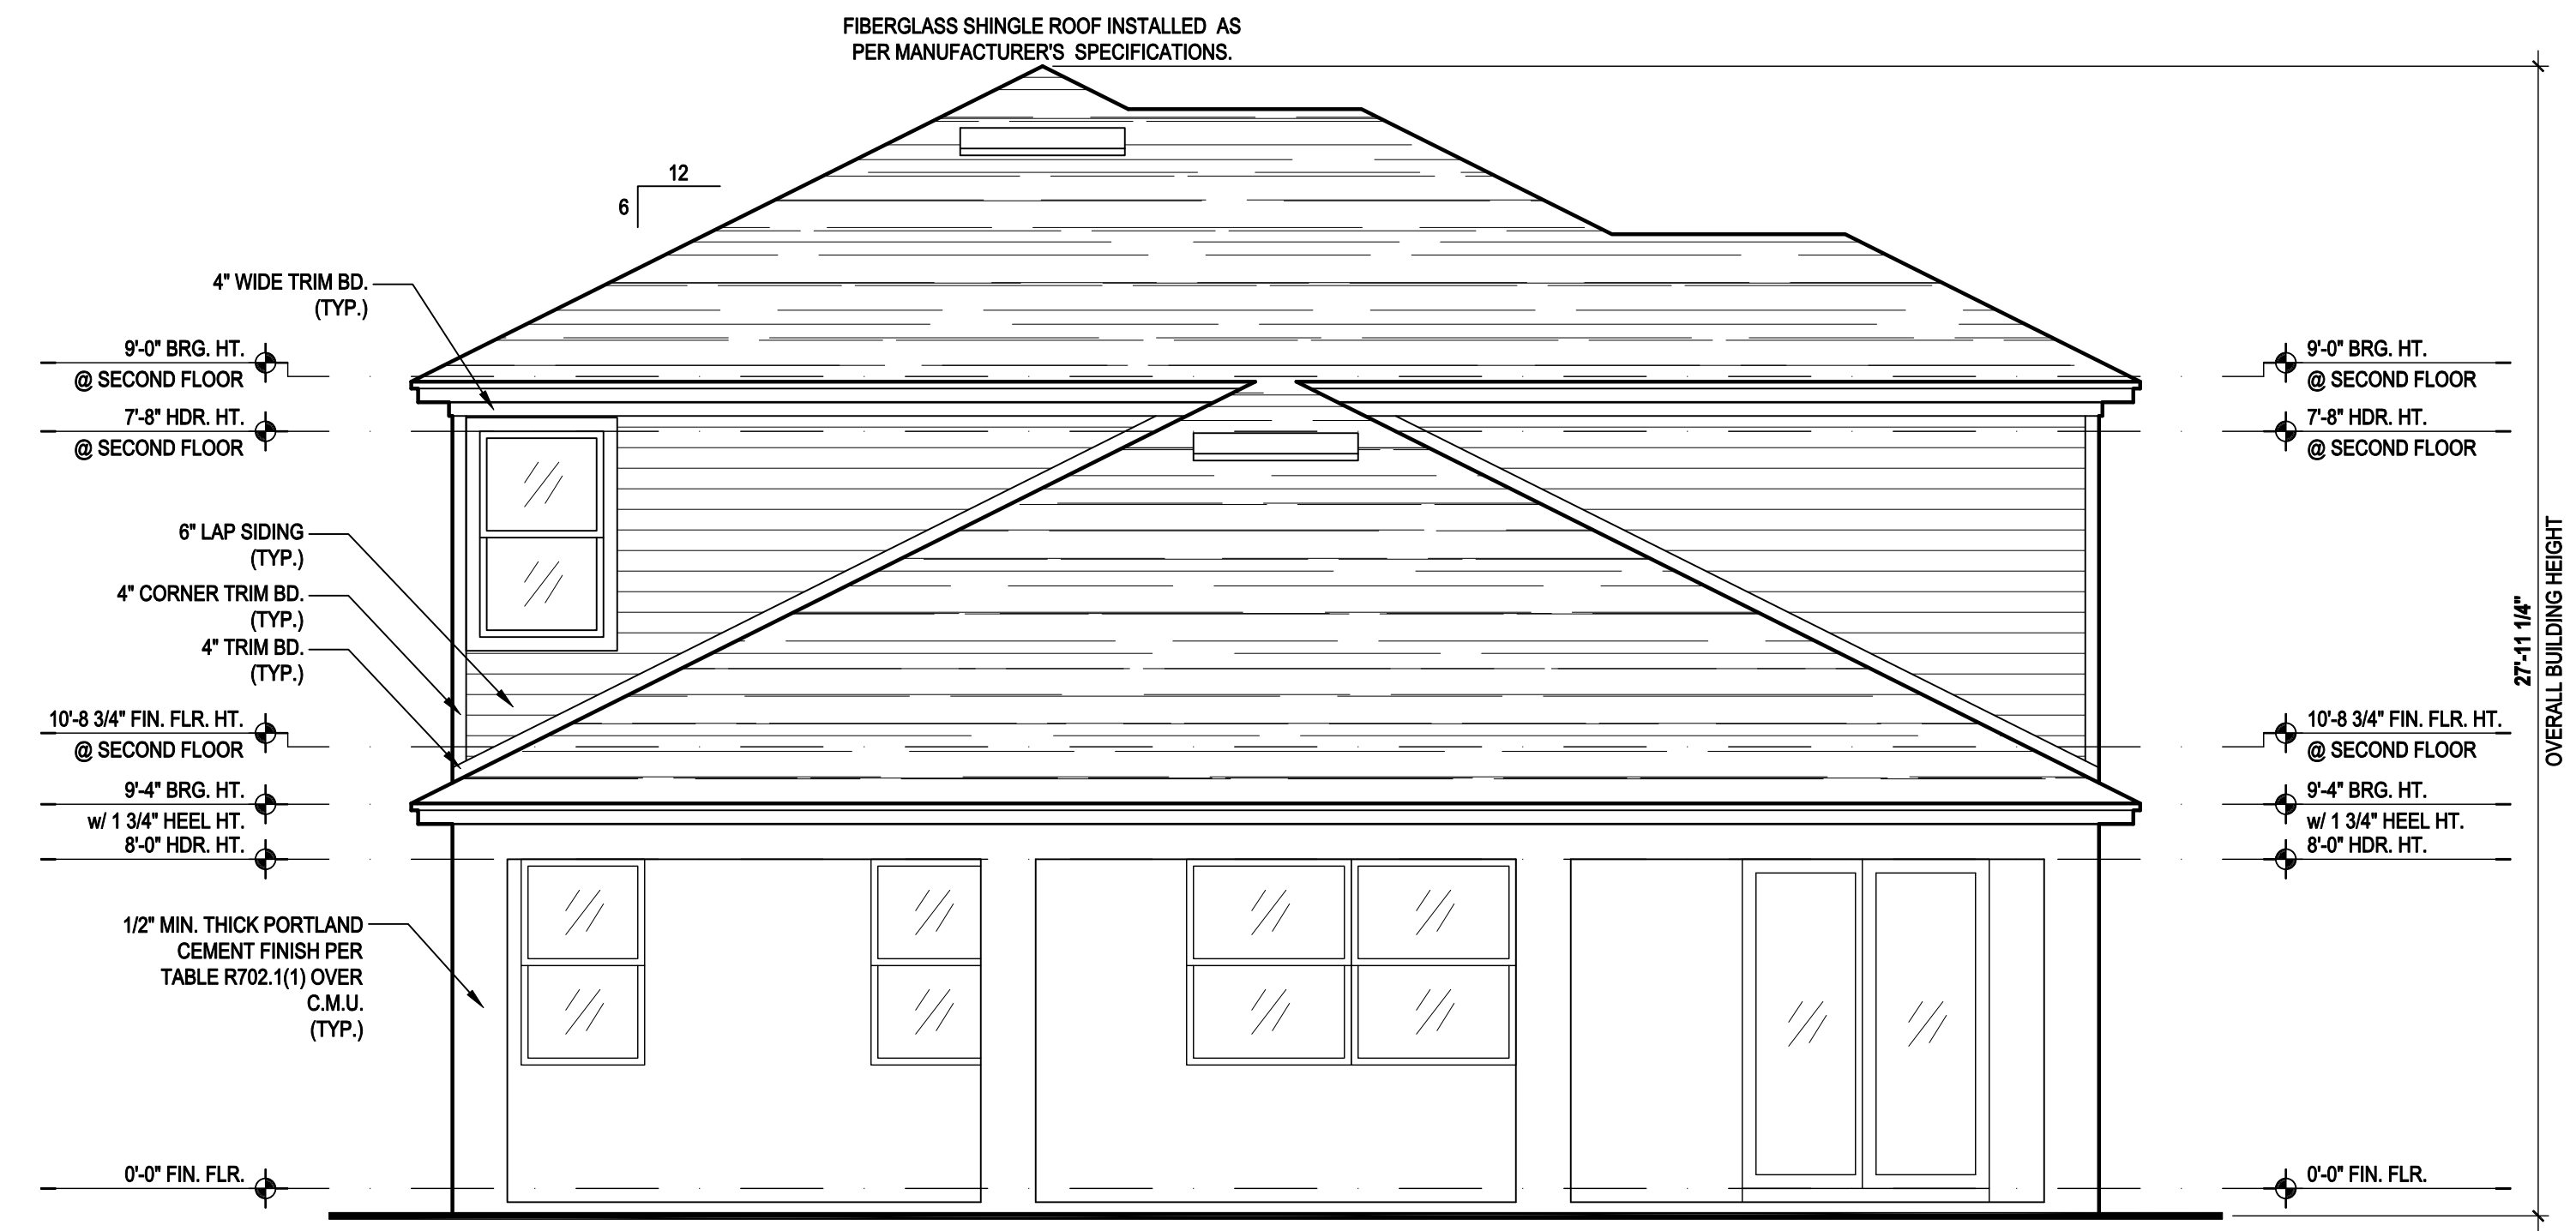 FIBERGLASS SHINGLE ROOF INSTALLED AS
PER MANUFACTURER'S SPECIFICATIONS.
12
6
4" WIDE TRIM BD.
(TYP.)
9'-0" BRG. HT.
@ SECOND FLOOR
7'-8" HDR. HT.
@ SECOND FLOOR
6" LAP SIDING
(TYP.)
4" CORNER TRIM BD.
(TYP.)
4" TRIM BD.
(TYP.)
10'-8 3/4" FIN. FLR. HT.
@ SECOND FLOOR
9'-4" BRG. HT.
w/ 1 3/4" HEEL HT.
8'-0" HDR. HT.
1/2" MIN. THICK PORTLAND
CEMENT FINISH PER
TABLE R702.1(1) OVER
C.M.U.
(TYP.)
0'-0" FIN. FLR.
9'-0" BRG. HT.
@ SECOND FLOOR
7'-8" HDR. HT.
@ SECOND FLOOR
10'-8 3/4" FIN. FLR. HT.
@ SECOND FLOOR
9'-4" BRG. HT.
w/ 1 3/4" HEEL HT.
8'-0" HDR. HT.
0'-0" FIN. FLR.
27'-11 1/4"
OVERALL BUILDING HEIGHT